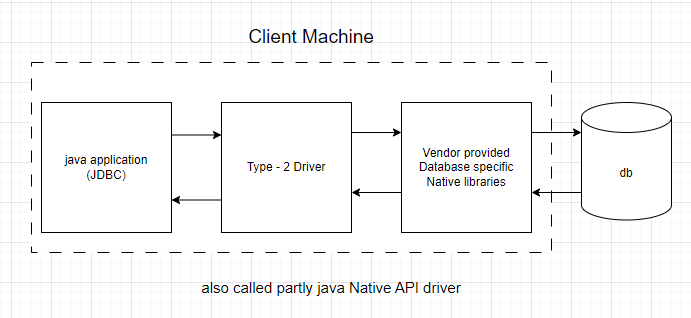 Client Machine
java application
(JDBC)
Type - 2 Driver
Vendor provided
Database specific
Native libraries
db
also called partly java Native API driver